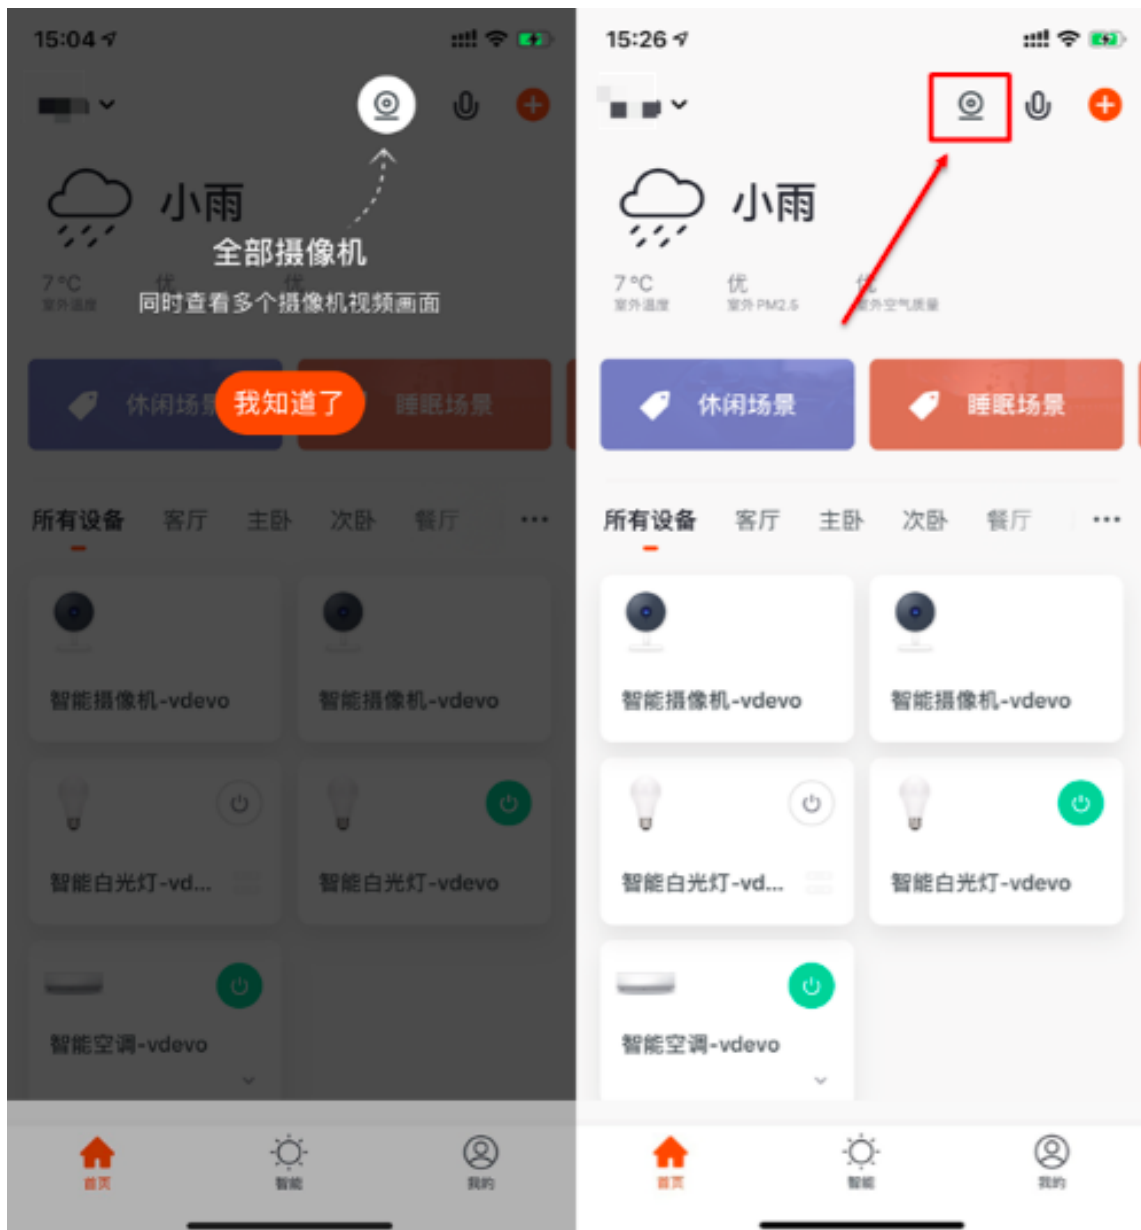 15:04
小雨
全部摄像机
7°C 优 优
室外温度
同时查看多个摄像机视频画面
休闲场景 我知道了 睡眠场景
所有设备 客厅 主卧 次卧 餐厅 ...
智能摄像机-vdevo 智能摄像机-vdevo
智能白光灯-vd... 智能白光灯-vdevo
智能空调-vdevo
首页 智能 我的
15:26
小雨
7°C 优 优
室外温度 室外 PM2.5 室外空气质量
休闲场景 睡眠场景
所有设备 客厅 主卧 次卧 餐厅 ...
智能摄像机-vdevo 智能摄像机-vdevo
智能白光灯-vd... 智能白光灯-vdevo
智能空调-vdevo
首页 智能 我的